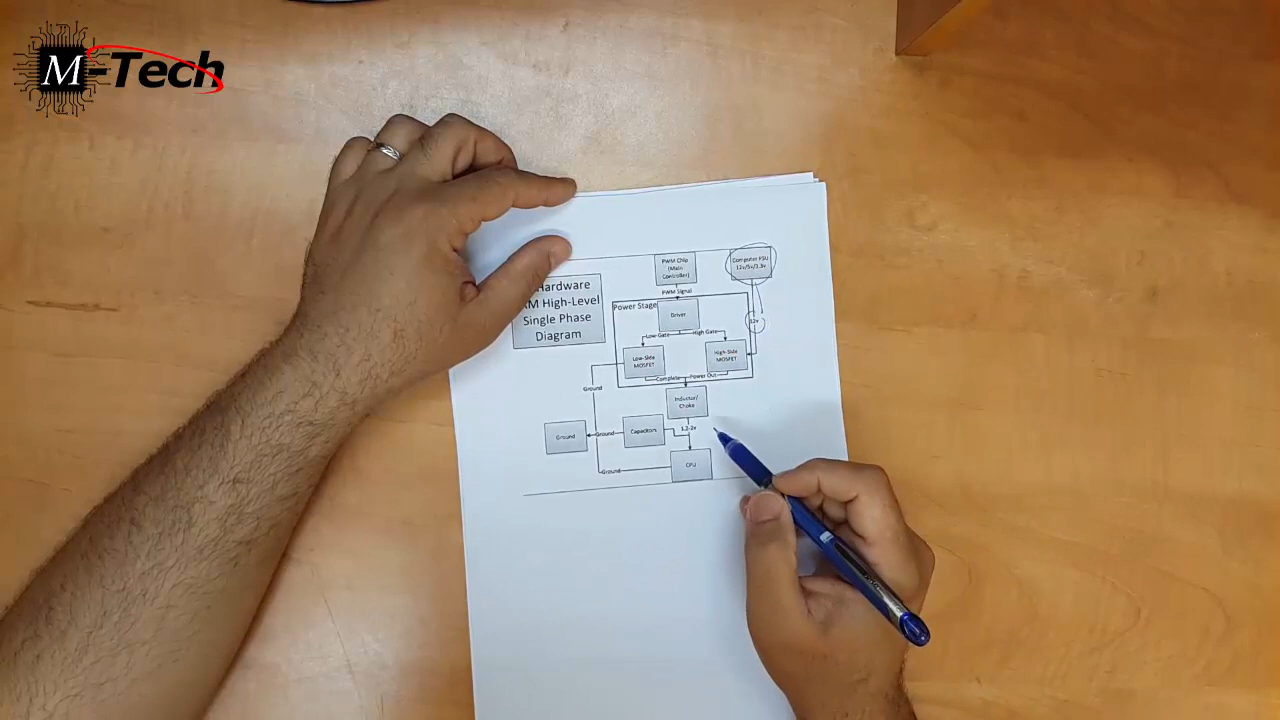 M-Tech
PWM Chip
(Main
Controller)
Computer PSU
12v/5v/3.3v
Hardware
RM High-Level
Single Phase
Diagram
PWM Signal
Power Stage
Driver
12v
Low Gate
High Gate
Low-Side
MOSFET
High-Side
MOSFET
Complete
Power Out
Ground
Inductor/
Choke
1.2-2v
Ground
Ground
Capacitors
CPU
Ground